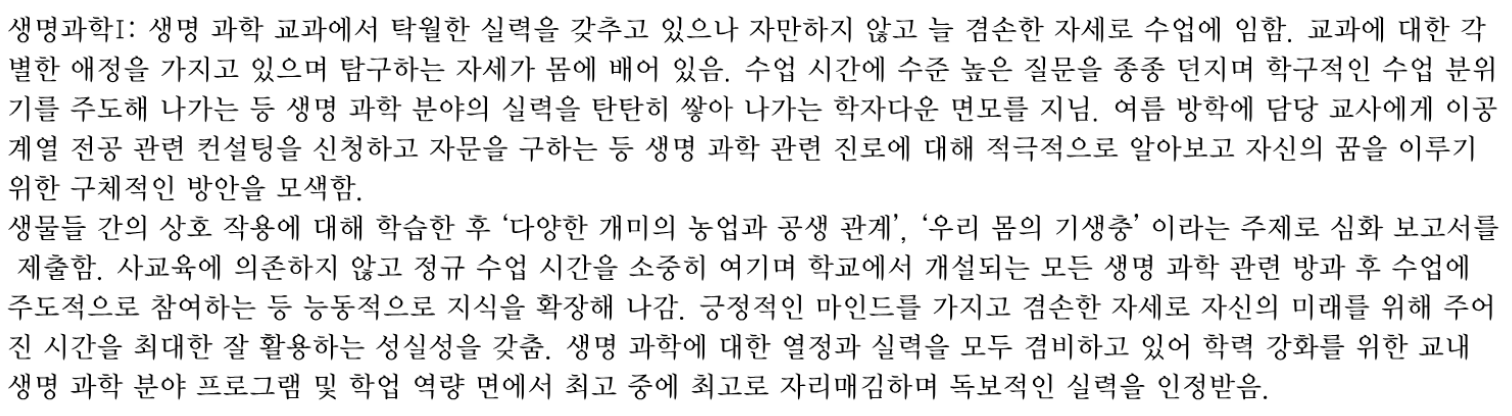 생명과학I: 생명 과학 교과에서 탁월한 실력을 갖추고 있으나 자만하지 않고 늘 겸손한 자세로 수업에 임함. 교과에 대한 각
별한 애정을 가지고 있으며 탐구하는 자세가 몸에 배어 있음. 수업 시간에 수준 높은 질문을 종종 던지며 학구적인 수업 분위
기를 주도해 나가는 등 생명 과학 분야의 실력을 탄탄히 쌓아 나가는 학자다운 면모를 지님. 여름 방학에 담당 교사에게 이공
계열 전공 관련 컨설팅을 신청하고 자문을 구하는 등 생명 과학 관련 진로에 대해 적극적으로 알아보고 자신의 꿈을 이루기
위한 구체적인 방안을 모색함.
생물들 간의 상호 작용에 대해 학습한 후 ‘다양한 개미의 농업과 공생 관계’, ‘우리 몸의 기생충’ 이라는 주제로 심화 보고서를
제출함. 사교육에 의존하지 않고 정규 수업 시간을 소중히 여기며 학교에서 개설되는 모든 생명 과학 관련 방과 후 수업에
주도적으로 참여하는 등 능동적으로 지식을 확장해 나감. 긍정적인 마인드를 가지고 겸손한 자세로 자신의 미래를 위해 주어
진 시간을 최대한 잘 활용하는 성실성을 갖춤. 생명 과학에 대한 열정과 실력을 모두 겸비하고 있어 학력 강화를 위한 교내
생명 과학 분야 프로그램 및 학업 역량 면에서 최고 중에 최고로 자리매김하며 독보적인 실력을 인정받음.